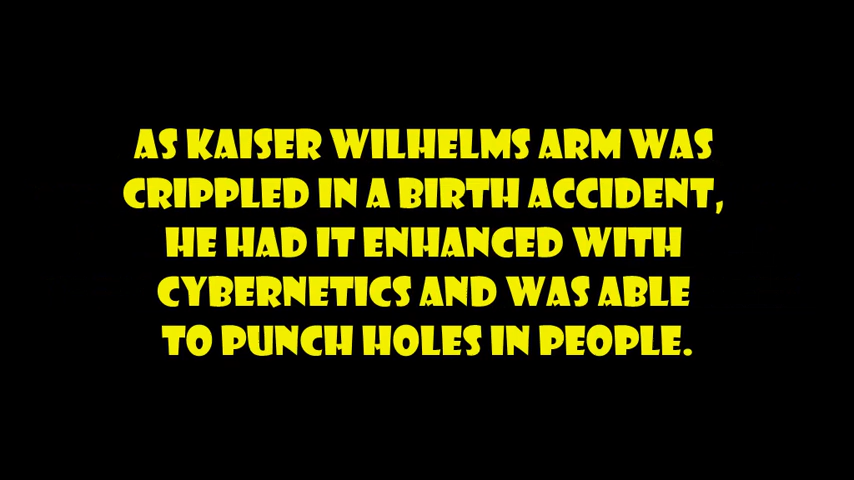 AS KAISER WILHELMS ARM WAS
CRIPPLED IN A BIRTH ACCIDENT,
HE HAD IT ENHANCED WITH
CYBERNETICS AND WAS ABLE
TO PUNCH HOLES IN PEOPLE.